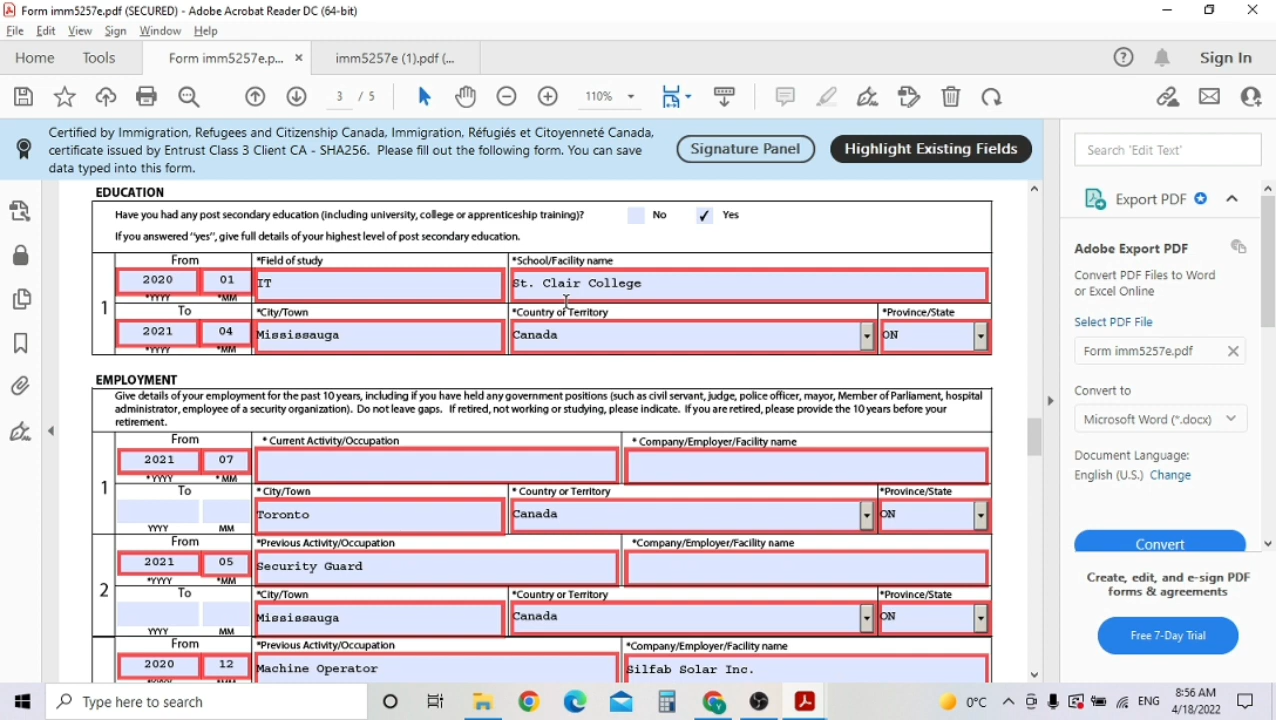 Form imm5257e.pdf (SECURED) - Adobe Acrobat Reader DC (64-bit)
File Edit View Sign Window Help
Home Tools Form imm5257e.p... × imm5257e (1).pdf (... Sign In
3 / 5 110%
Certified by Immigration, Refugees and Citizenship Canada, Immigration, Réfugiés et Citoyenneté Canada,
certificate issued by Entrust Class 3 Client CA - SHA256. Please fill out the following form. You can save
data typed into this form.
Signature Panel
Highlight Existing Fields
EDUCATION
Have you had any post secondary education (including university, college or apprenticeship training)? No ✓ Yes
If you answered "yes", give full details of your highest level of post secondary education.
From *Field of study *School/Facility name
2020 01 IT St. Clair College
*YYYY *MM
1 To *City/Town *Country or Territory *Province/State
2021 04 Mississauga Canada ON
*YYYY *MM
EMPLOYMENT
Give details of your employment for the past 10 years, including if you have held any government positions (such as civil servant, judge, police officer, mayor, Member of Parliament, hospital
administrator, employee of a security organization). Do not leave gaps. If retired, not working or studying, please indicate. If you are retired, please provide the 10 years before your
retirement.
From * Current Activity/Occupation * Company/Employer/Facility name
2021 07
*YYYY *MM
1 To * City/Town * Country or Territory *Province/State
Toronto Canada ON
YYYY MM
From *Previous Activity/Occupation *Company/Employer/Facility name
2021 05 Security Guard
*YYYY *MM
2 To *City/Town *Country or Territory *Province/State
Mississauga Canada ON
YYYY MM
From *Previous Activity/Occupation *Company/Employer/Facility name
2020 12 Machine Operator Silfab Solar Inc.
Search 'Edit Text'
Export PDF
Adobe Export PDF
Convert PDF Files to Word
or Excel Online
Select PDF File
Form imm5257e.pdf
Convert to
Microsoft Word (*.docx)
Document Language:
English (U.S.) Change
Convert
Create, edit, and e-sign PDF
forms & agreements
Free 7-Day Trial
Type here to search
0°C ENG 8:56 AM
4/18/2022